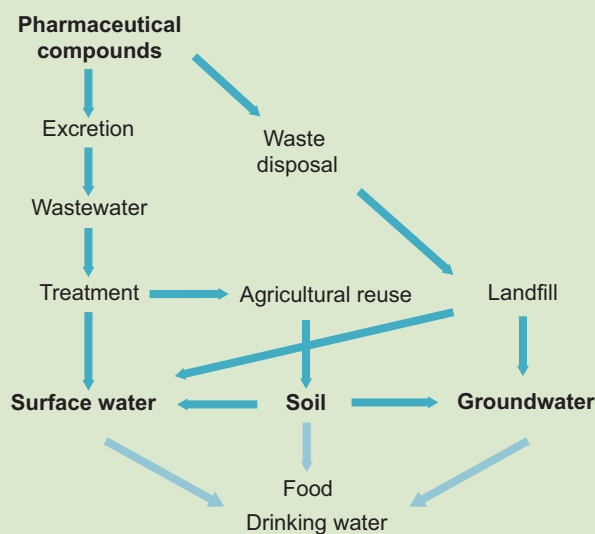 Pharmaceutical
compounds
Excretion
Waste
disposal
Wastewater
Treatment
Agricultural reuse
Landfill
Surface water
Soil
Groundwater
Food
Drinking water